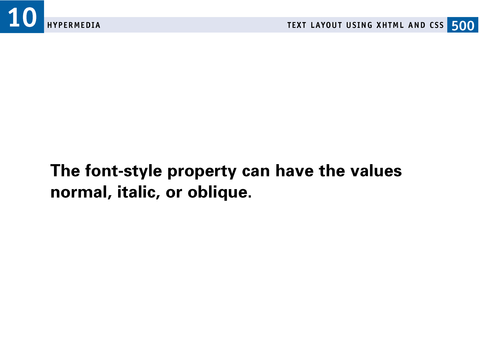 10 HYPERMEDIA TEXT LAYOUT USING XHTML AND CSS 500
The font-style property can have the values
normal, italic, or oblique.